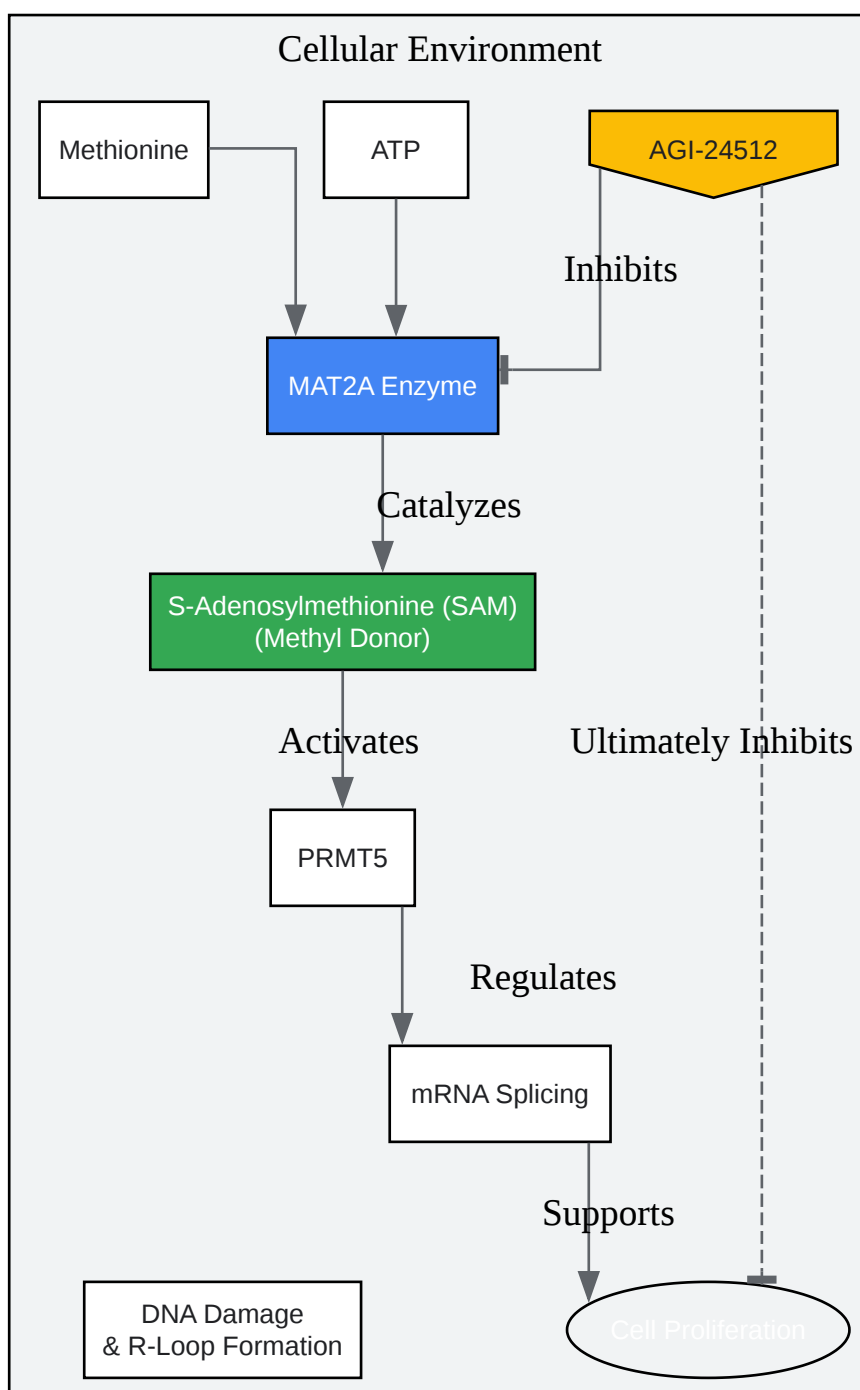 Cellular Environment
Methionine
ATP
AGI-24512
Inhibits
MAT2A Enzyme
Catalyzes
S-Adenosylmethionine (SAM)
(Methyl Donor)
Activates
Ultimately Inhibits
PRMT5
Regulates
mRNA Splicing
Supports
DNA Damage
& R-Loop Formation
Cell Proliferation